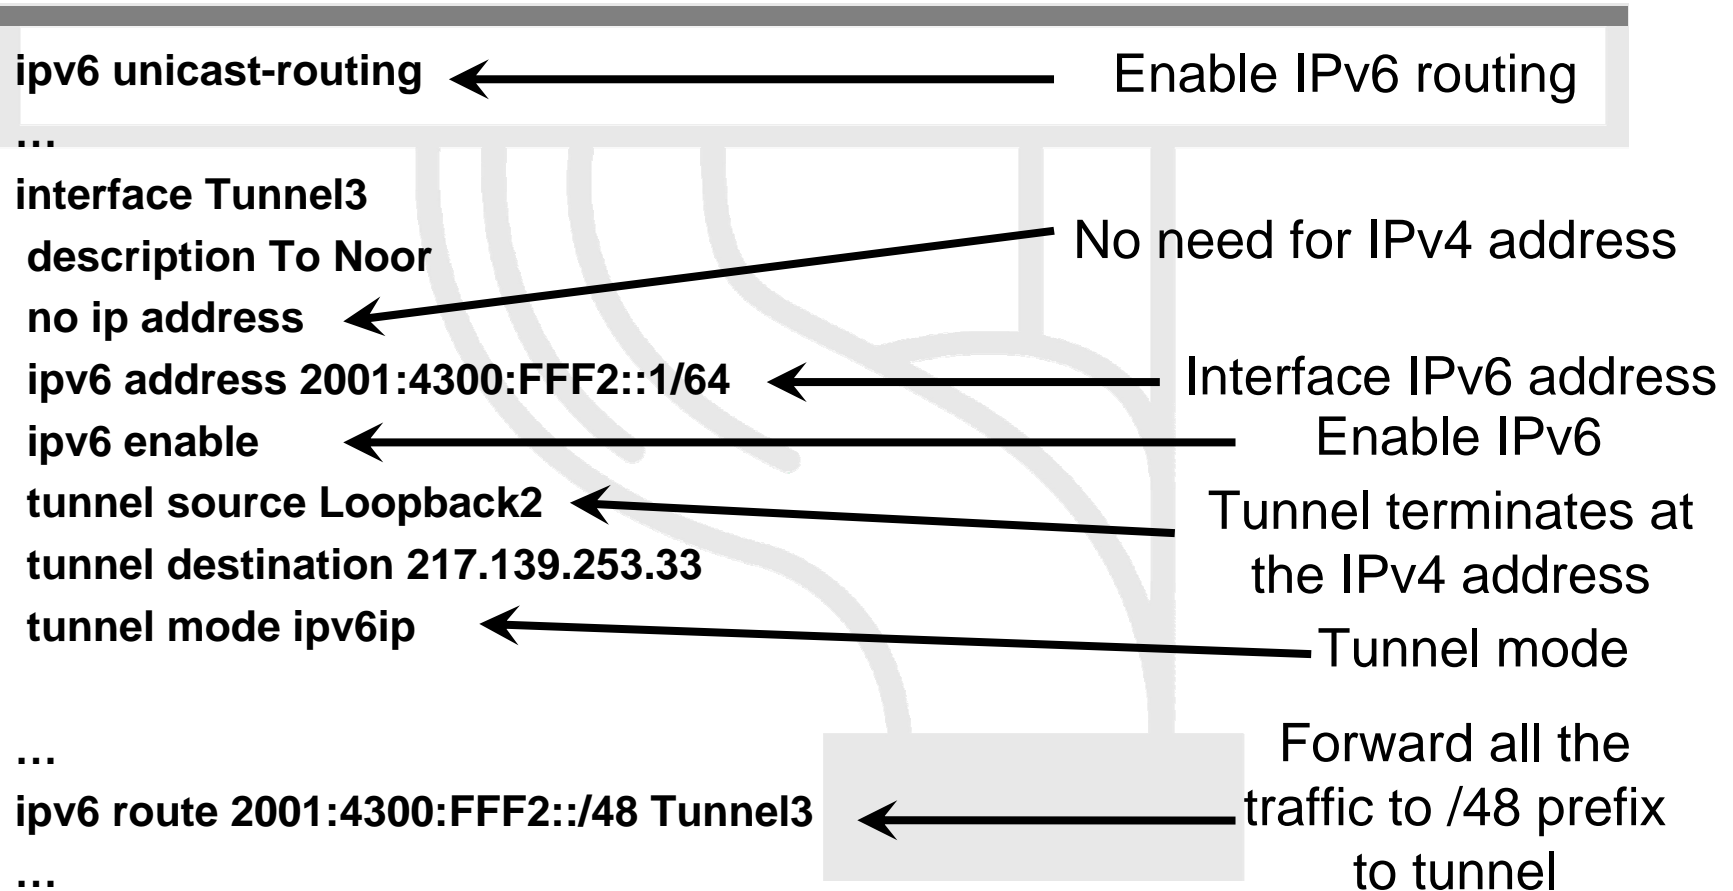 ipv6 unicast-routing Enable IPv6 routing
…
interface Tunnel3
description To Noor
No need for IPv4 address
no ip address
ipv6 address 2001:4300:FFF2::1/64 Interface IPv6 address
ipv6 enable Enable IPv6
tunnel source Loopback2 Tunnel terminates at
tunnel destination 217.139.253.33 the IPv4 address
tunnel mode ipv6ip Tunnel mode
… Forward all the
ipv6 route 2001:4300:FFF2::/48 Tunnel3 traffic to /48 prefix
… to tunnel